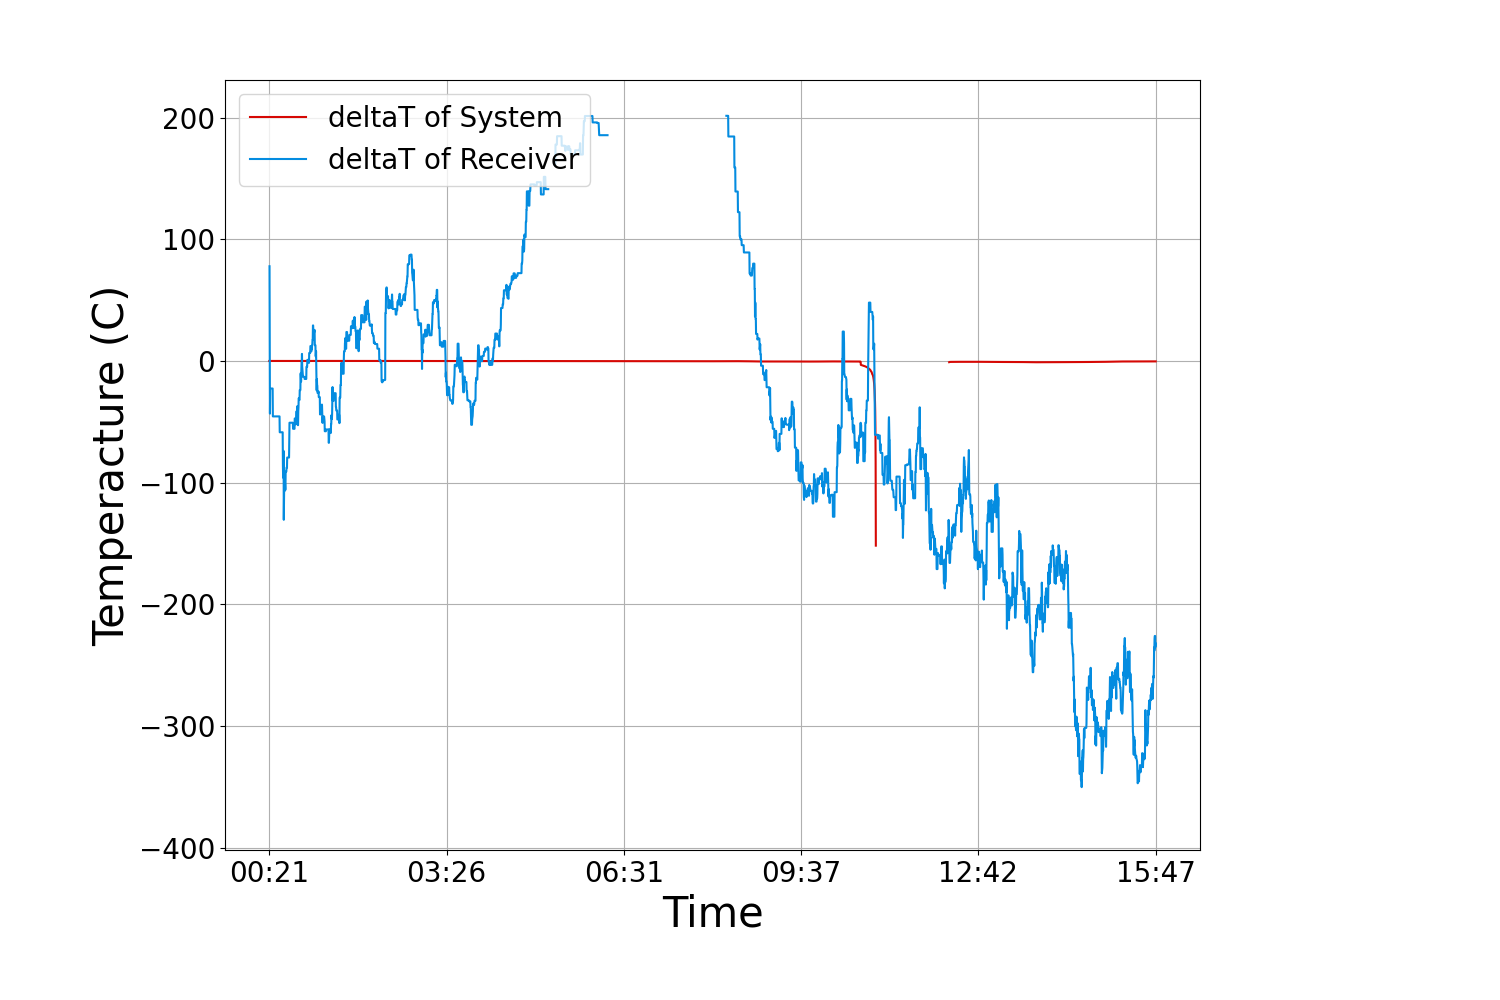 deltaT of System
deltaT of Receiver
200
100
0
−100
−200
−300
−400
Temperacture (C)
00:21 03:26 06:31 09:37 12:42 15:47
Time